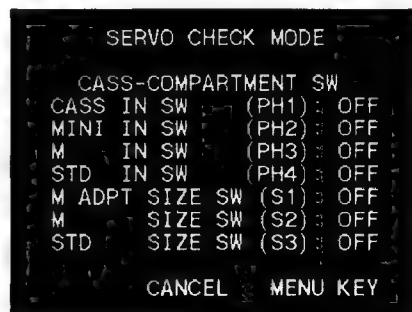 SERVO CHECK MODE
CASS-COMPARTMENT SW
CASS IN SW (PH1) : OFF
MINI IN SW (PH2) : OFF
M IN SW (PH3) : OFF
STD IN SW (PH4) : OFF
M ADPT SIZE SW (S1) : OFF
M SIZE SW (S2) : OFF
STD SIZE SW (S3) : OFF
CANCEL : MENU KEY